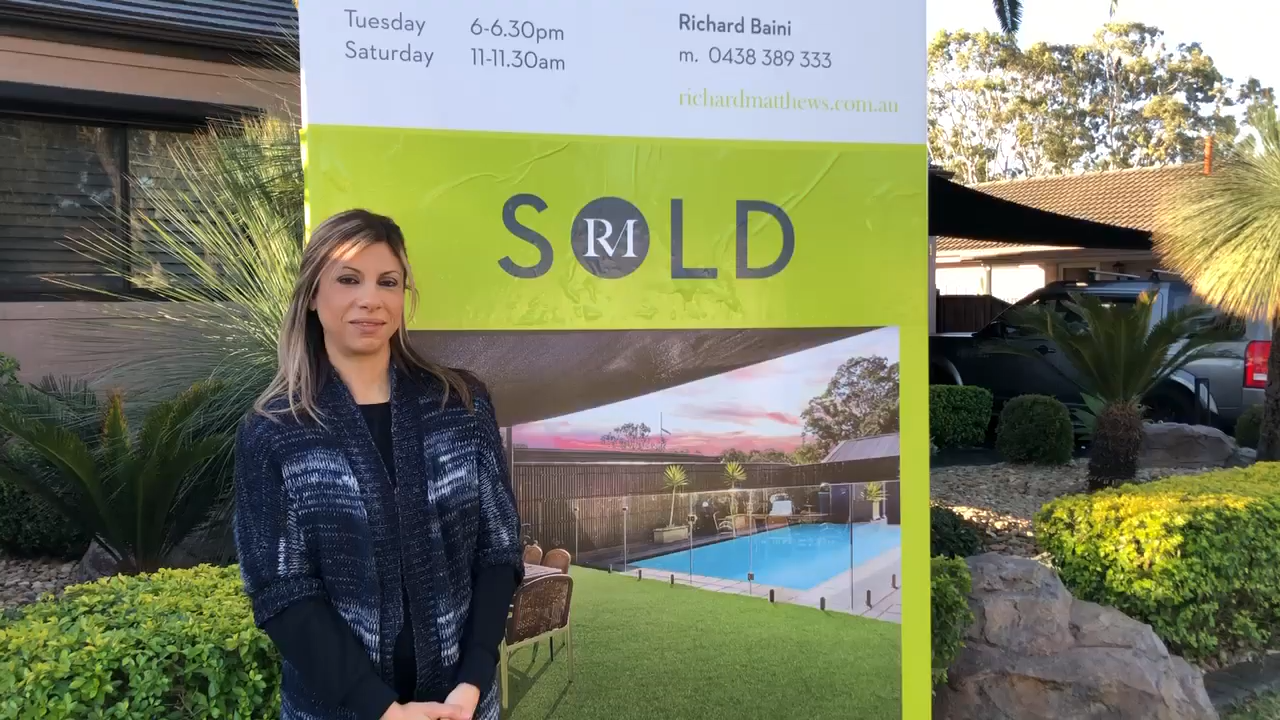 Tuesday 6-6.30pm
Saturday 11-11.30am
Richard Baini
m. 0438 389 333
richardmatthews.com.au
SOLD
RM